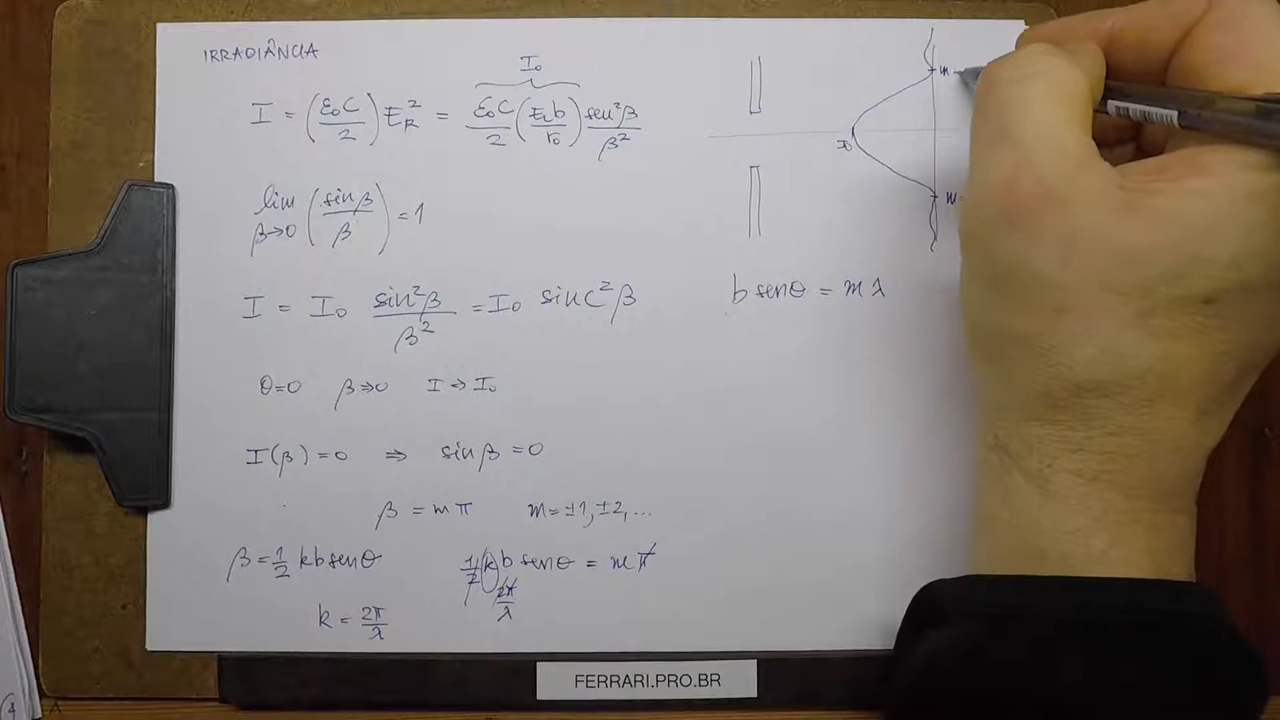 IRRADIÂNCIA
I₀
I = (ε₀C/2) E_R² = ε₀C/2 (E_L b/r₀) sen²β/β²
lim β→0 (sinβ/β) = 1
I = I₀ sin²β/β² = I₀ sinc²β
θ=0 β→0 I → I₀
I(β) = 0 ⇒ sinβ = 0
β = mπ m = ±1, ±2, ...
β = 1/2 kb senθ 1/2 k b senθ = mπ
2π/λ
k = 2π/λ
m
I₀
m=
b senθ = mλ
FERRARI.PRO.BR
4